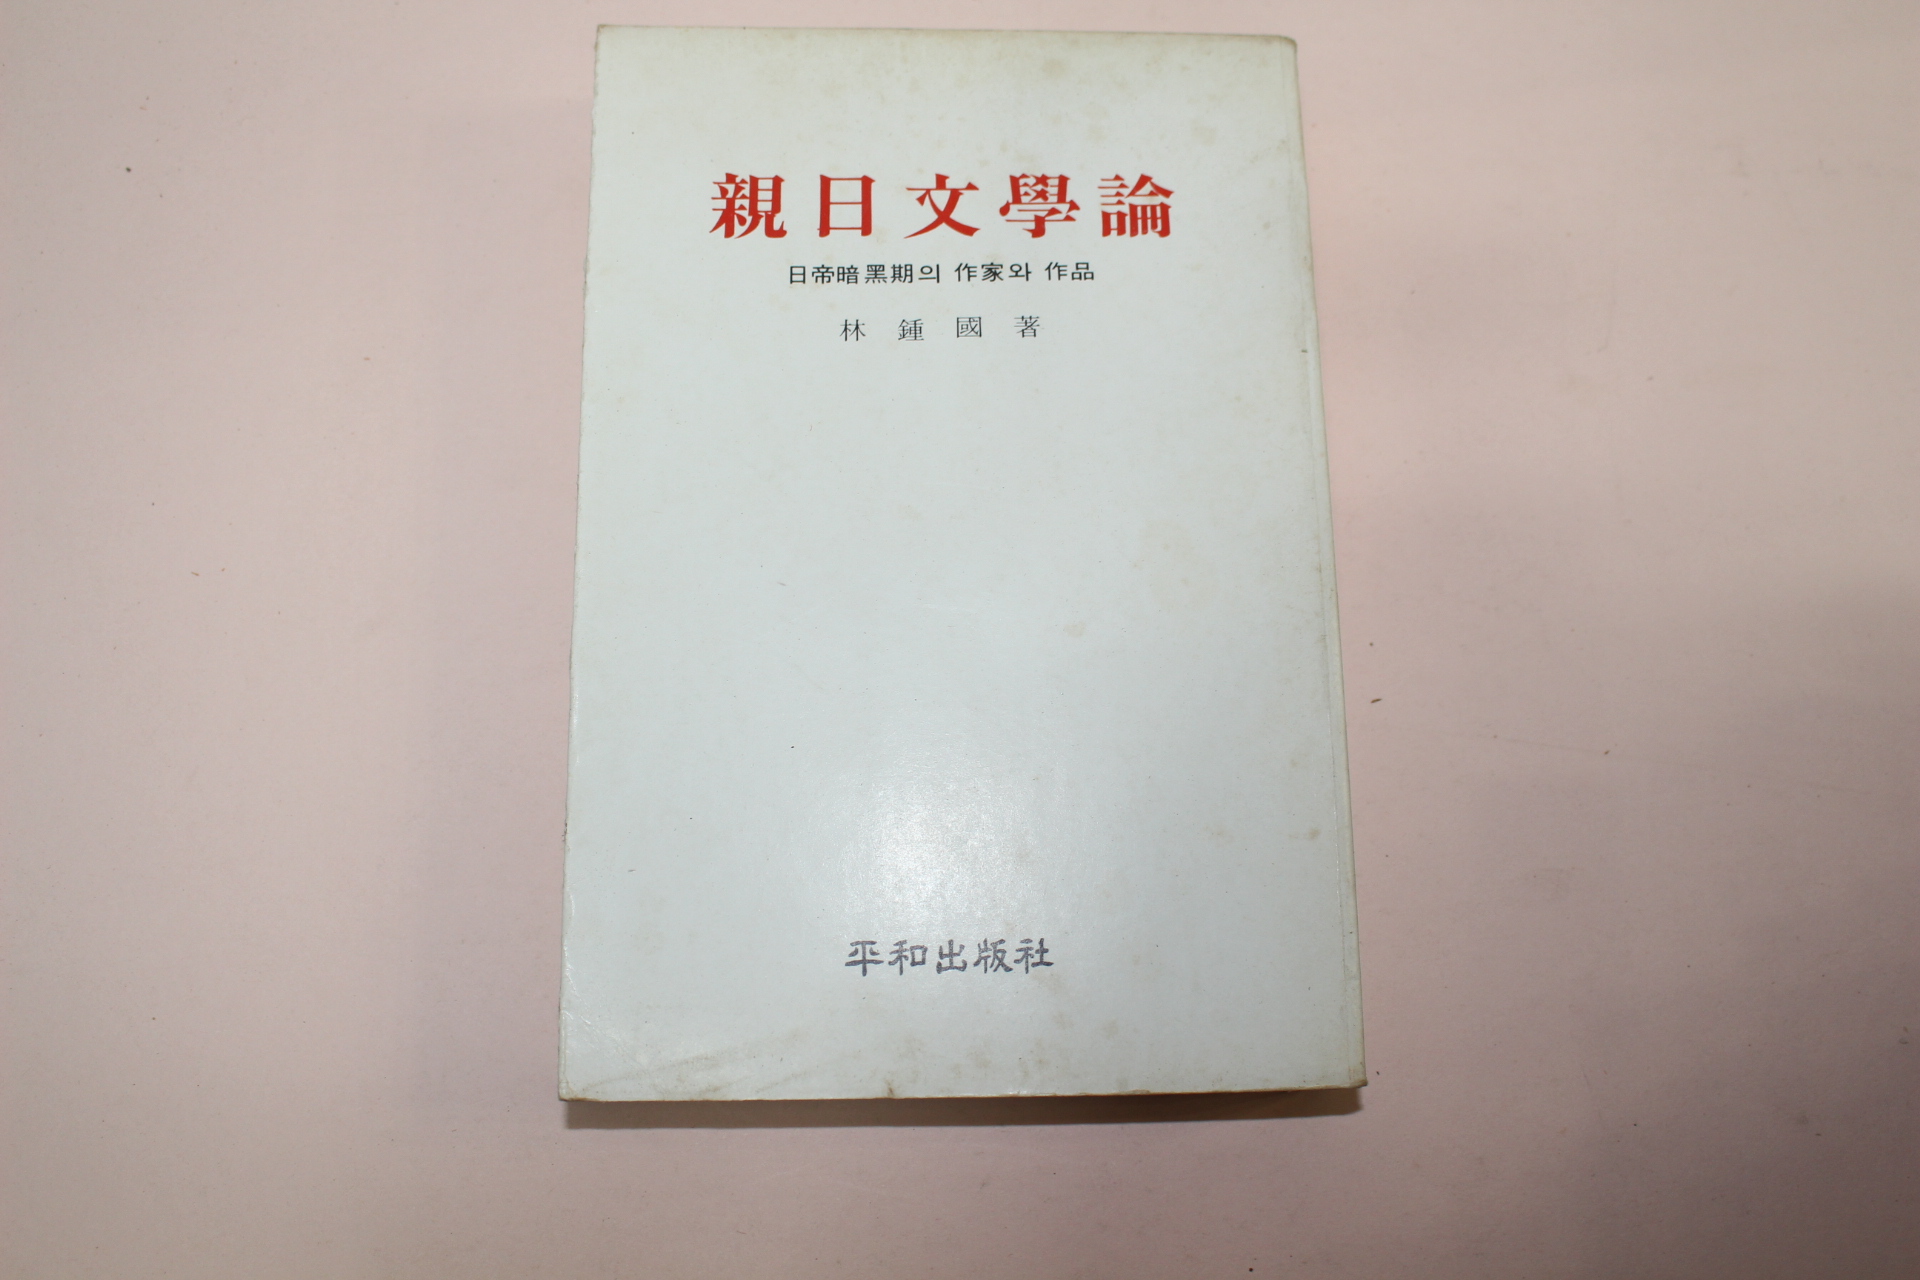 親日文學論
日帝暗黑期의 作家와 作品
林鍾國 著
平和出版社